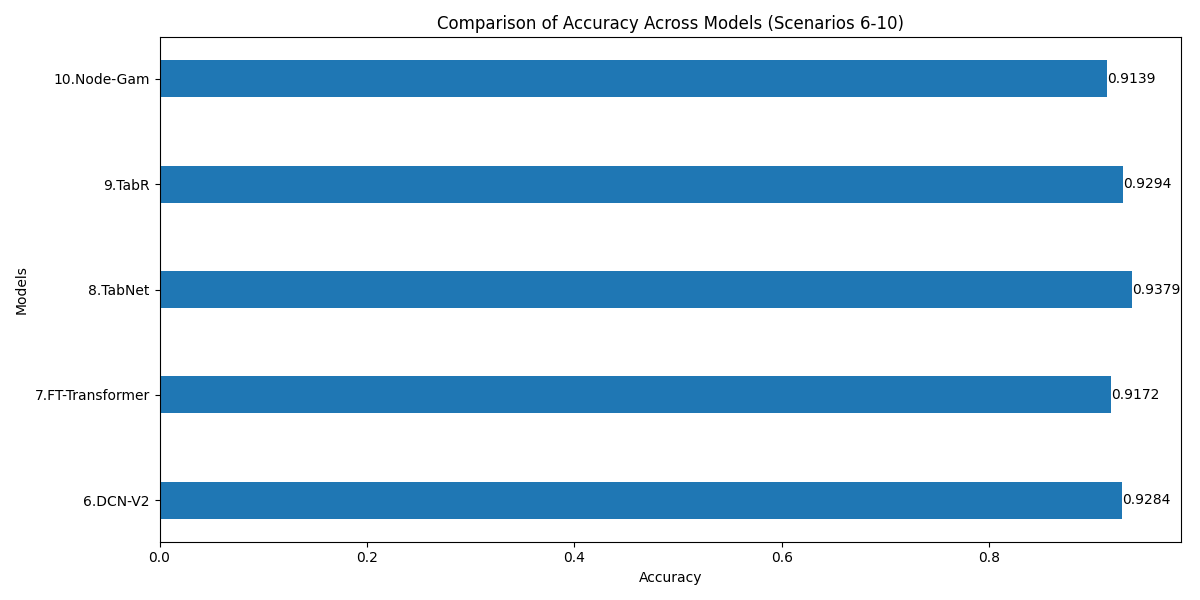 Comparison of Accuracy Across Models (Scenarios 6-10)
10.Node-Gam
0.9139
9.TabR
0.9294
8.TabNet
0.9379
7.FT-Transformer
0.9172
6.DCN-V2
0.9284
Models
0.0 0.2 0.4 0.6 0.8
Accuracy